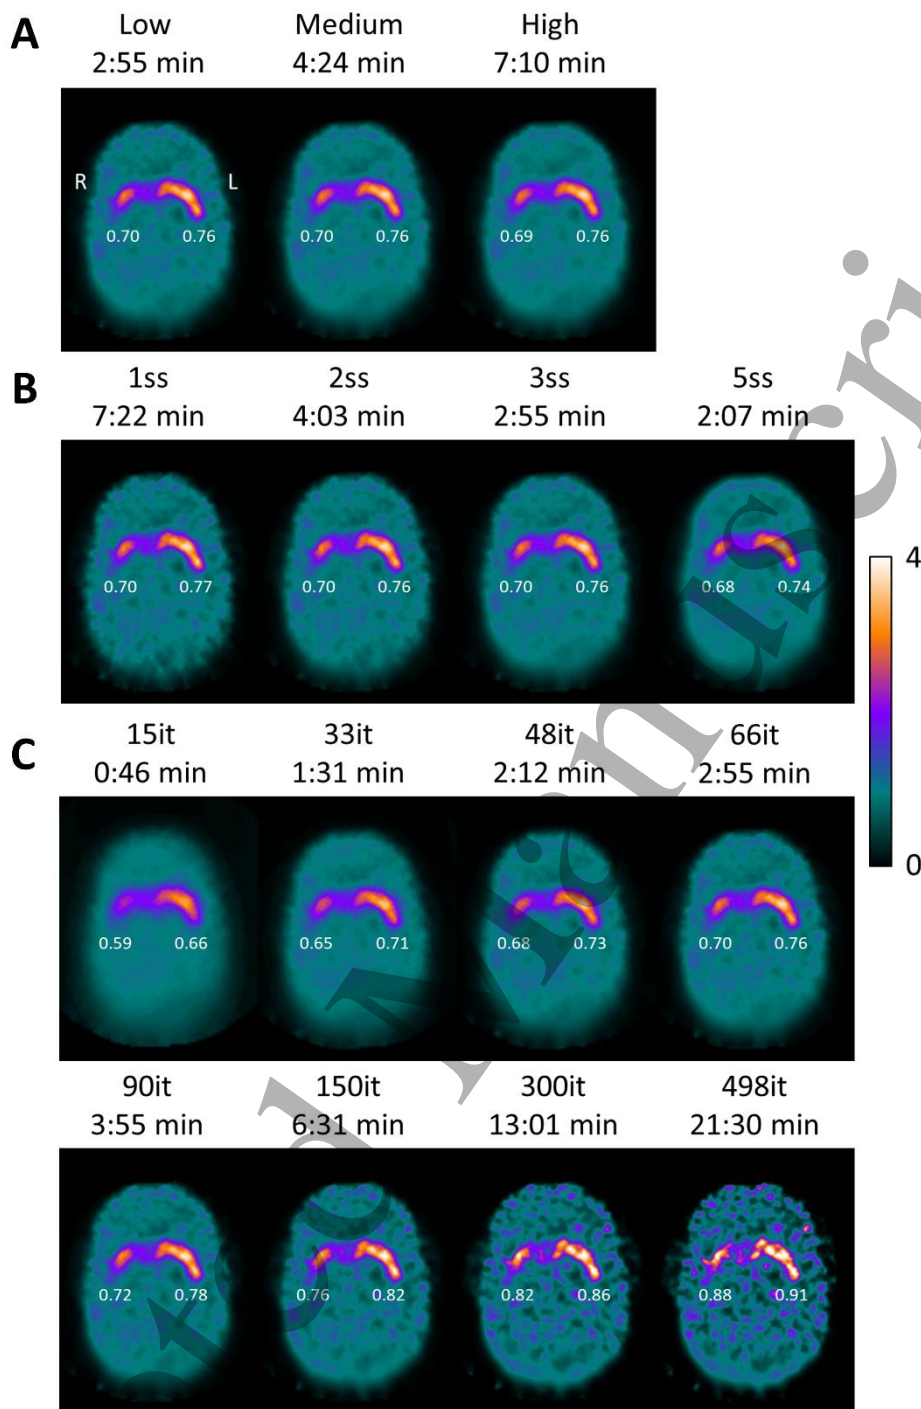 A
Low Medium High
2:55 min 4:24 min 7:10 min
R L
0.70 0.76 0.70 0.76 0.69 0.76
B
1ss 2ss 3ss 5ss
7:22 min 4:03 min 2:55 min 2:07 min
0.70 0.77 0.70 0.76 0.70 0.76 0.68 0.74
4
0
C
15it 33it 48it 66it
0:46 min 1:31 min 2:12 min 2:55 min
0.59 0.66 0.65 0.71 0.68 0.73 0.70 0.76
90it 150it 300it 498it
3:55 min 6:31 min 13:01 min 21:30 min
0.72 0.78 0.76 0.82 0.82 0.86 0.88 0.91